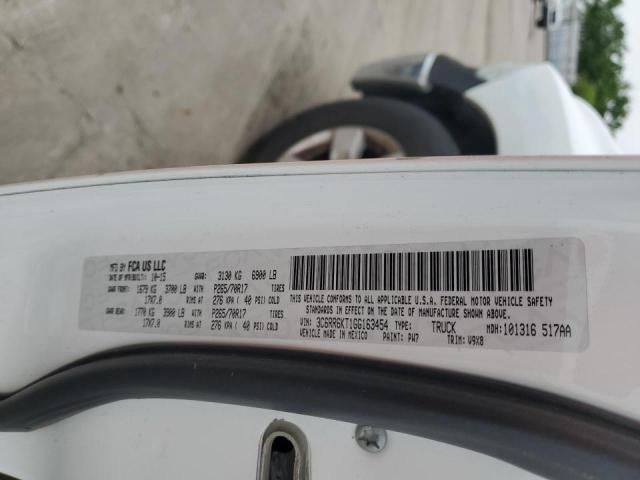 MFD BY FCA US LLC
DATE OF MFR(BUILT): 10-15 GVWR: 3130 KG 6900 LB
GAWR FRONT: 1679 KG 3700 LB P265/70R17 TIRES
17X7.0 RIMS AT 276 KPA ( 40 PSI) COLD
GAWR REAR: 1770 KG 3900 LB P265/70R17 TIRES
17X7.0 RIMS AT 276 KPA ( 40 PSI) COLD
THIS VEHICLE CONFORMS TO ALL APPLICABLE U.S.A. FEDERAL MOTOR VEHICLE SAFETY
STANDARDS IN EFFECT ON THE DATE OF MANUFACTURE SHOWN ABOVE.
VIN: 3C6RR6KT1GG163454 TYPE: TRUCK MDH: 101316 517AA
VEHICLE MADE IN MEXICO PAINT: PW7 TRIM: V9X8